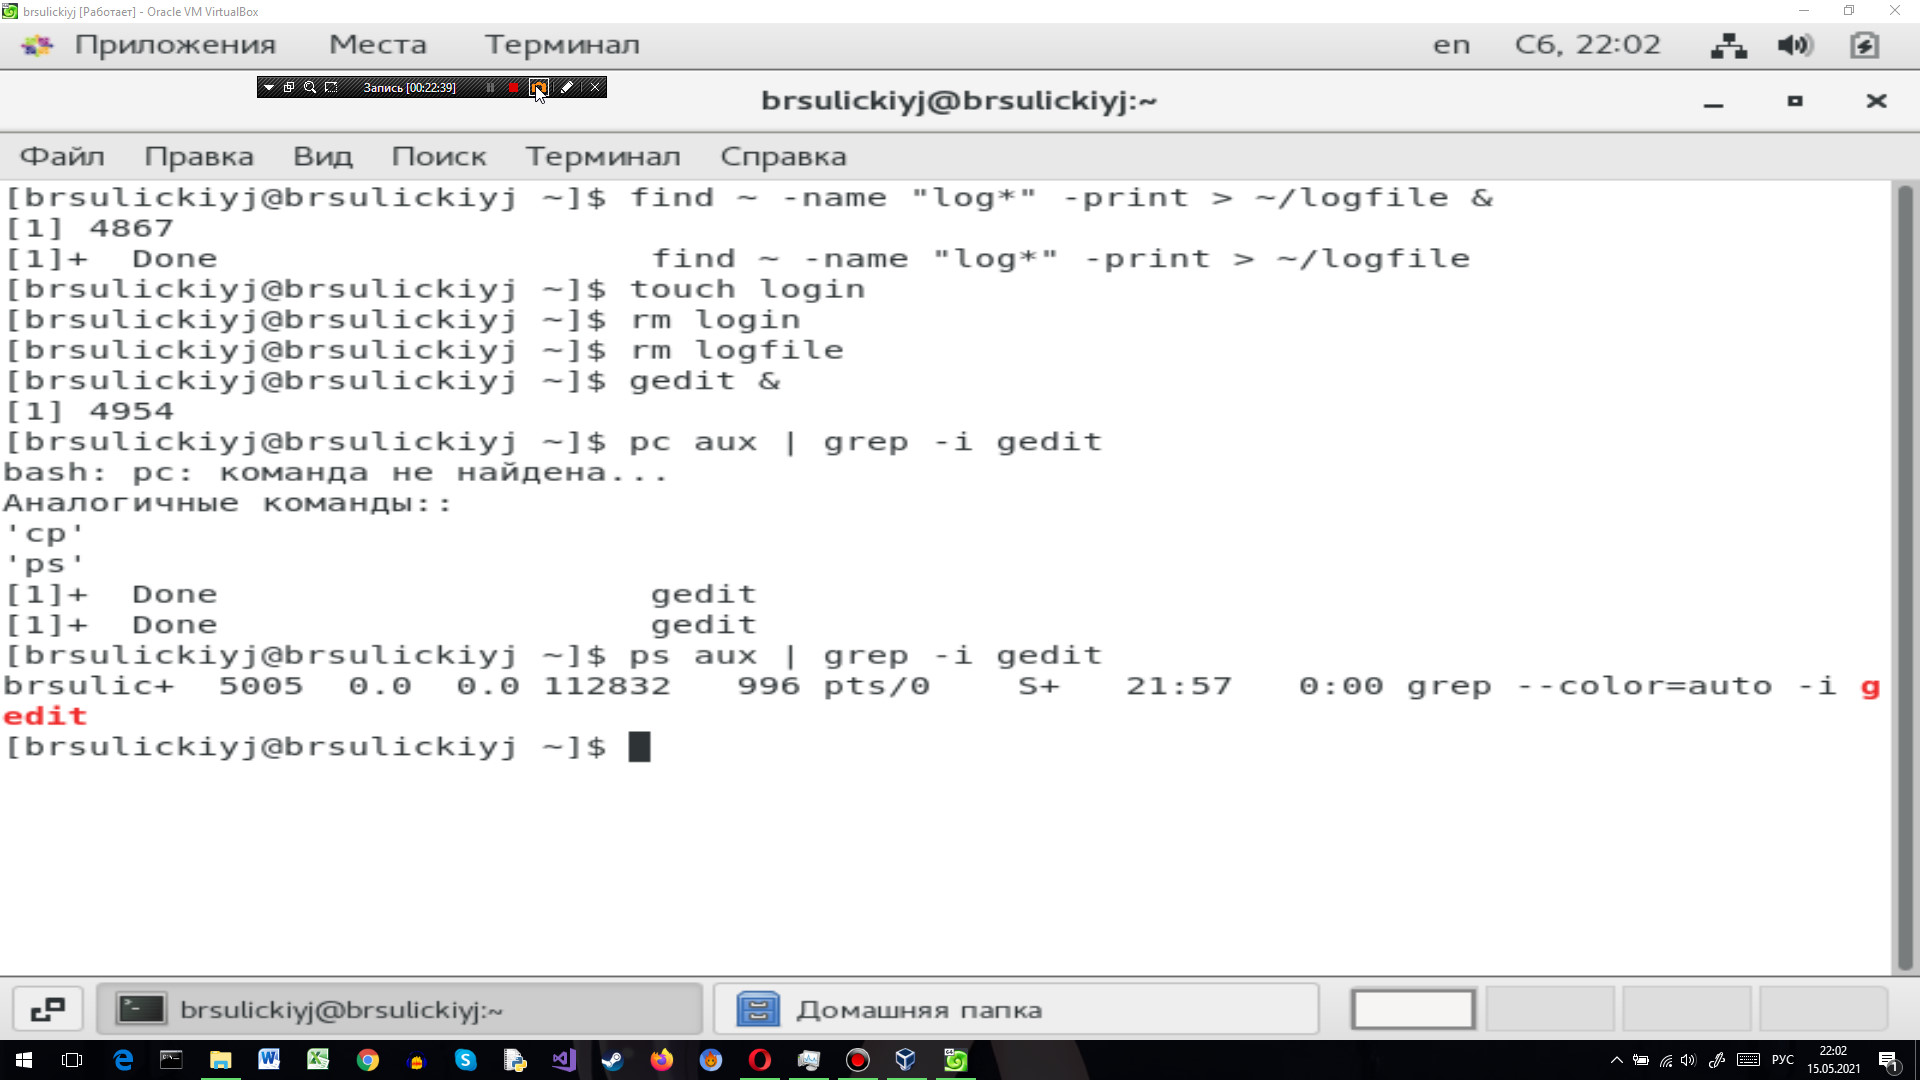 brsulickiyj [Работает] - Oracle VM VirtualBox
Приложения Места Терминал en Сб, 22:02
Запись [00:22:39]
brsulickiyj@brsulickiyj:~
Файл Правка Вид Поиск Терминал Справка
[brsulickiyj@brsulickiyj ~]$ find ~ -name "log*" -print > ~/logfile &
[1] 4867
[1]+  Done                    find ~ -name "log*" -print > ~/logfile
[brsulickiyj@brsulickiyj ~]$ touch login
[brsulickiyj@brsulickiyj ~]$ rm login
[brsulickiyj@brsulickiyj ~]$ rm logfile
[brsulickiyj@brsulickiyj ~]$ gedit &
[1] 4954
[brsulickiyj@brsulickiyj ~]$ pc aux | grep -i gedit
bash: pc: команда не найдена...
Аналогичные команды::
'cp'
'ps'
[1]+  Done                    gedit
[1]+  Done                    gedit
[brsulickiyj@brsulickiyj ~]$ ps aux | grep -i gedit
brsulic+  5005  0.0  0.0 112832   996 pts/0    S+   21:57   0:00 grep --color=auto -i g
edit
[brsulickiyj@brsulickiyj ~]$
brsulickiyj@brsulickiyj:~ Домашняя папка
РУС 22:02
15.05.2021 1